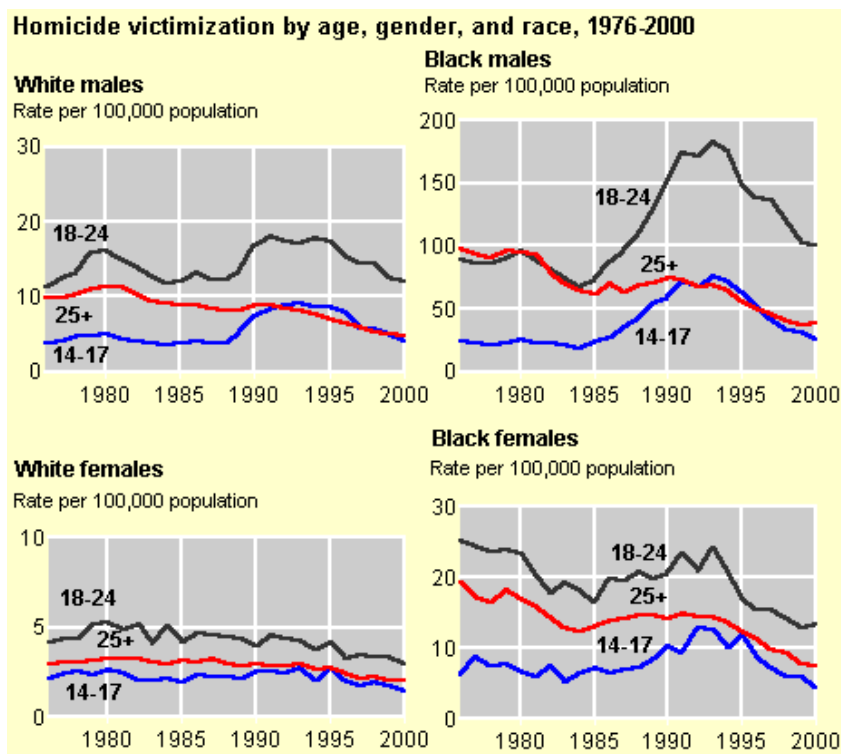 Homicide victimization by age, gender, and race, 1976-2000
White males
Rate per 100,000 population
30
20
10
0
18-24
25+
14-17
1980 1985 1990 1995 2000
Black males
Rate per 100,000 population
200
150
100
50
0
18-24
25+
14-17
1980 1985 1990 1995 2000
White females
Rate per 100,000 population
10
5
0
18-24
25+
14-17
1980 1985 1990 1995 2000
Black females
Rate per 100,000 population
30
20
10
0
18-24
25+
14-17
1980 1985 1990 1995 2000